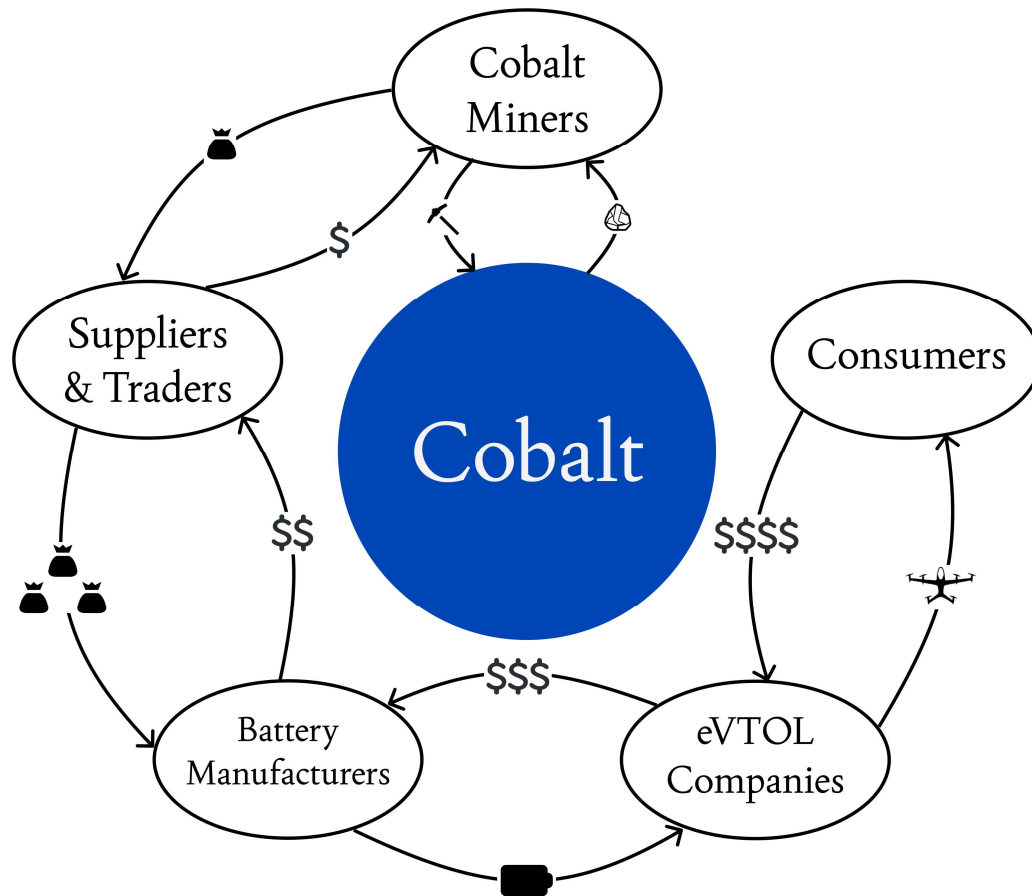 Cobalt
Miners
$
Suppliers
& Traders
Consumers
Cobalt
$$
$$$$
$$$
Battery
Manufacturers
eVTOL
Companies